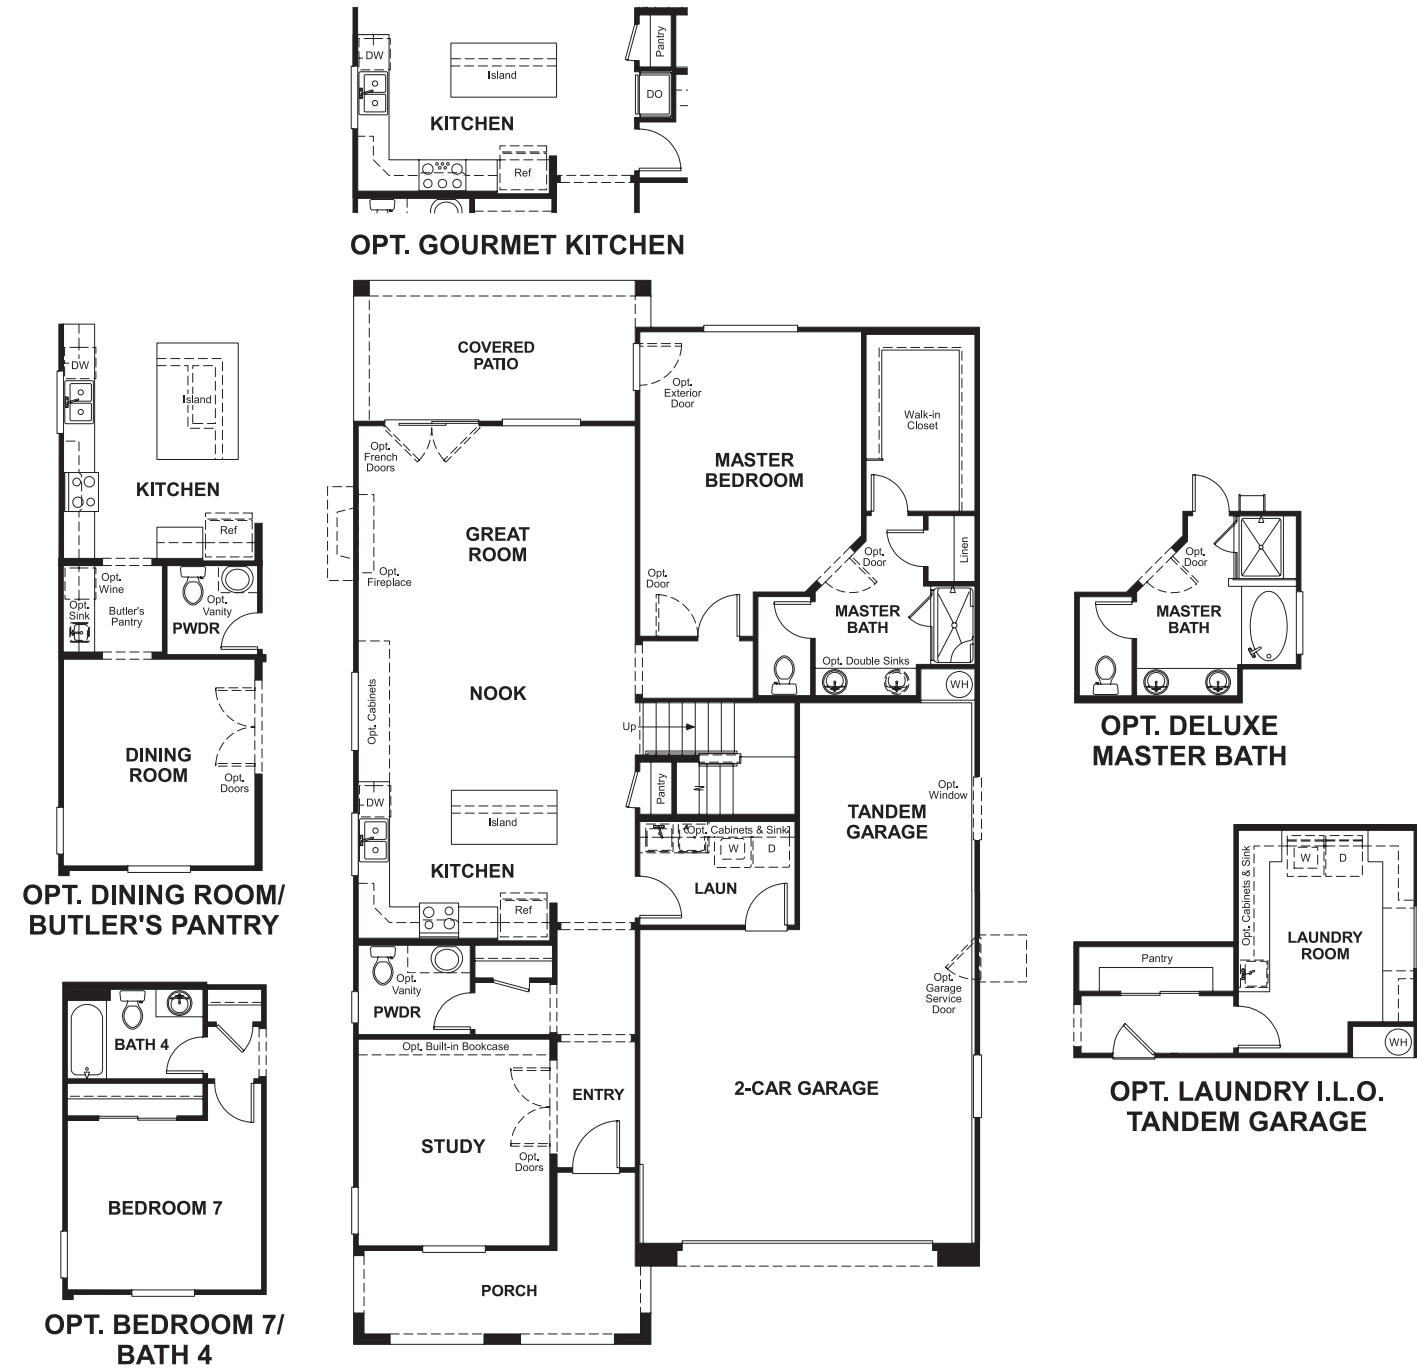 DW
Island
Pantry
DO
KITCHEN
Ref
OPT. GOURMET KITCHEN
DW
Island
KITCHEN
Ref
Opt.
Wine
Opt.
Sink
Butler's
Pantry
Opt.
Vanity
PWDR
DINING
ROOM
Opt.
Doors
OPT. DINING ROOM/
BUTLER'S PANTRY
BATH 4
BEDROOM 7
OPT. BEDROOM 7/
BATH 4
COVERED
PATIO
Opt.
French
Doors
Opt.
Exterior
Door
Walk-in
Closet
MASTER
BEDROOM
GREAT
ROOM
Opt.
Fireplace
Opt.
Door
Opt.
Door
Linen
MASTER
BATH
Opt. Double Sinks
WH
NOOK
Opt. Cabinets
Up
Pantry
DW
Island
KITCHEN
Ref
Opt. Cabinets & Sink
W
D
LAUN
TANDEM
GARAGE
Opt.
Window
Opt.
Vanity
PWDR
Opt.
Garage
Service
Door
Opt. Built-in Bookcase
ENTRY
STUDY
Opt.
Doors
2-CAR GARAGE
PORCH
Opt.
Door
MASTER
BATH
OPT. DELUXE
MASTER BATH
Opt. Cabinets & Sink
W
D
LAUNDRY
ROOM
Pantry
WH
OPT. LAUNDRY I.L.O.
TANDEM GARAGE